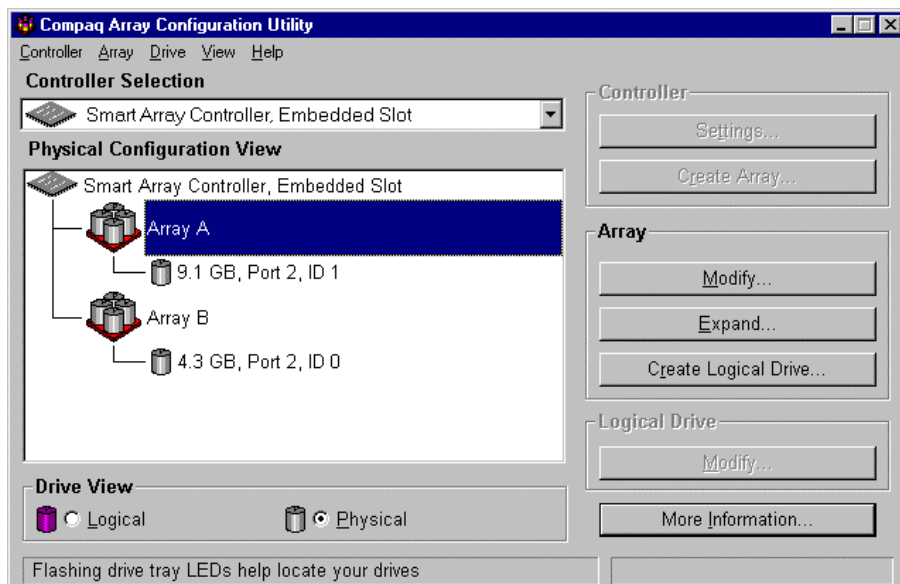 Compaq Array Configuration Utility
Controller Array Drive View Help
Controller Selection
Smart Array Controller, Embedded Slot
Physical Configuration View
Smart Array Controller, Embedded Slot
Array A
9.1 GB, Port 2, ID 1
Array B
4.3 GB, Port 2, ID 0
Drive View
Logical
Physical
Flashing drive tray LEDs help locate your drives
Controller
Settings...
Create Array...
Array
Modify...
Expand...
Create Logical Drive...
Logical Drive
Modify...
More Information...